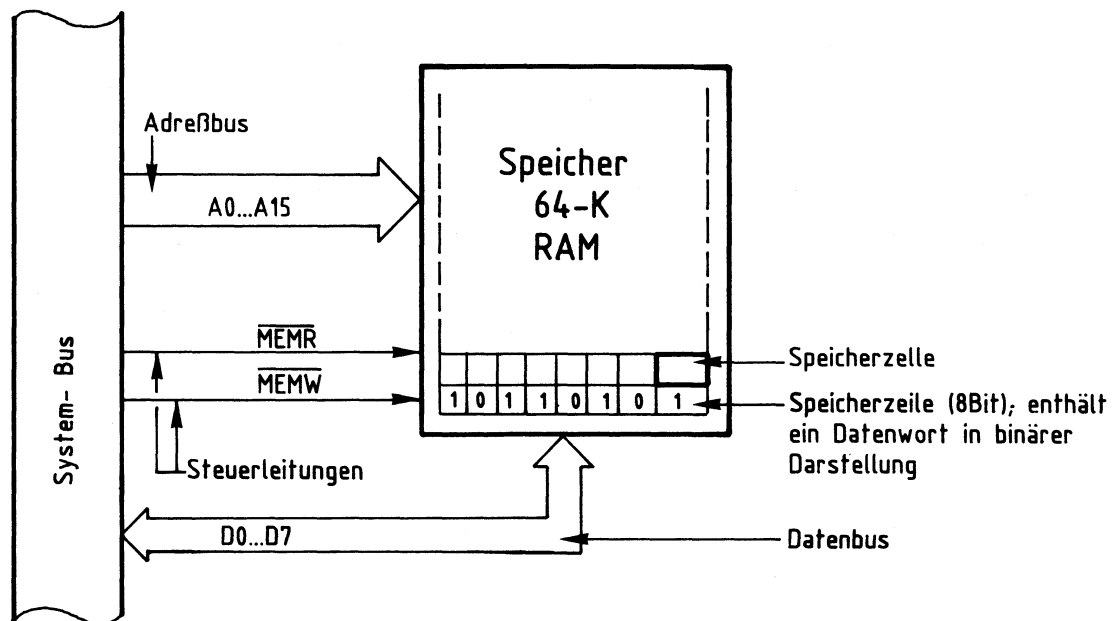 Adreßbus
A0...A15
Speicher
64-K
RAM
MEMR
MEMW
1 0 1 1 0 1 0 1
Speicherzelle
Speicherzeile (8Bit); enthält
ein Datenwort in binärer
Darstellung
System- Bus
Steuerleitungen
D0...D7
Datenbus